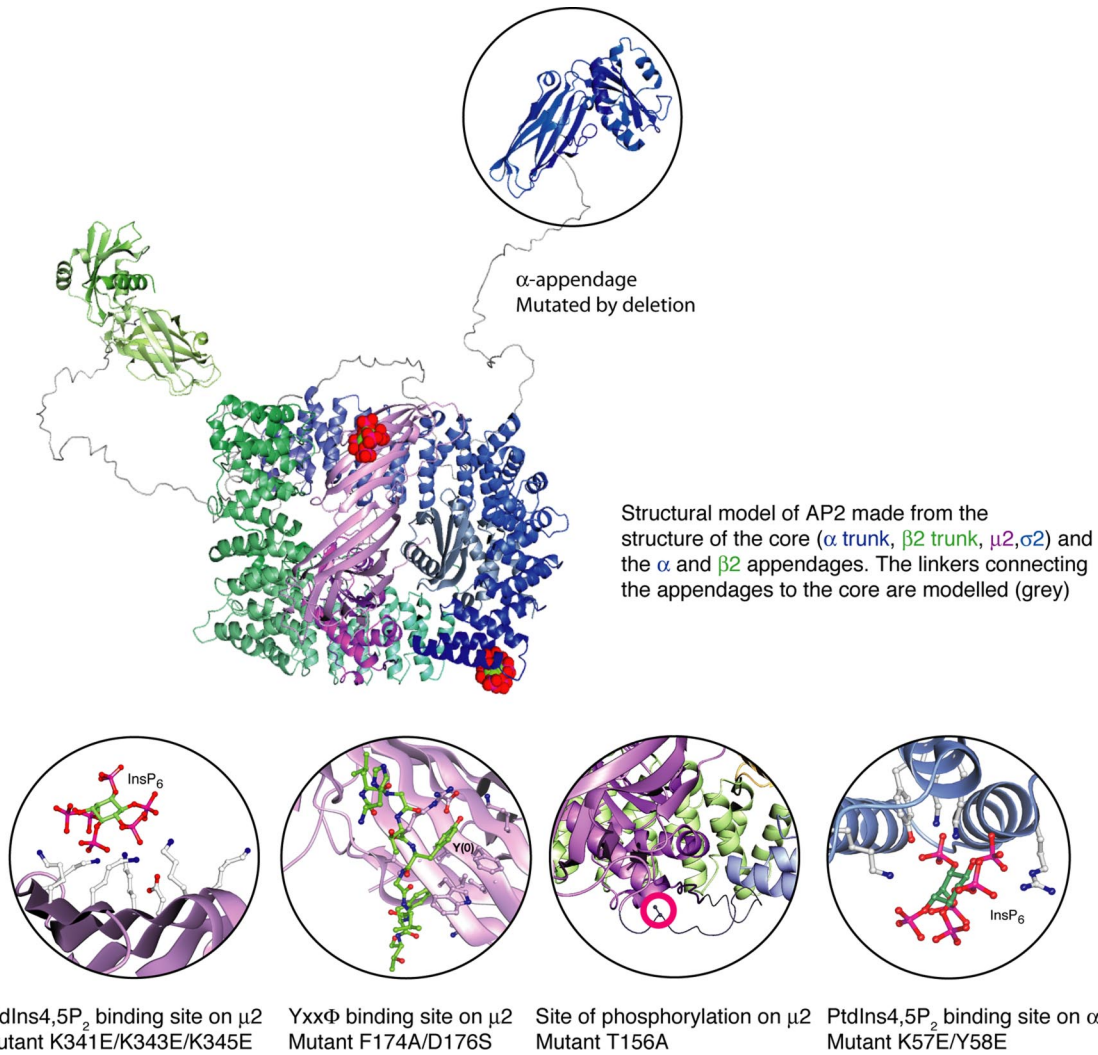 α-appendage
Mutated by deletion
Structural model of AP2 made from the
structure of the core (α trunk, β2 trunk, μ2,σ2) and
the α and β2 appendages. The linkers connecting
the appendages to the core are modelled (grey)
InsP6
Y(0)
InsP6
dIns4,5P2 binding site on μ2
utant K341E/K343E/K345E
YxxΦ binding site on μ2
Mutant F174A/D176S
Site of phosphorylation on μ2
Mutant T156A
PtdIns4,5P2 binding site on α
Mutant K57E/Y58E